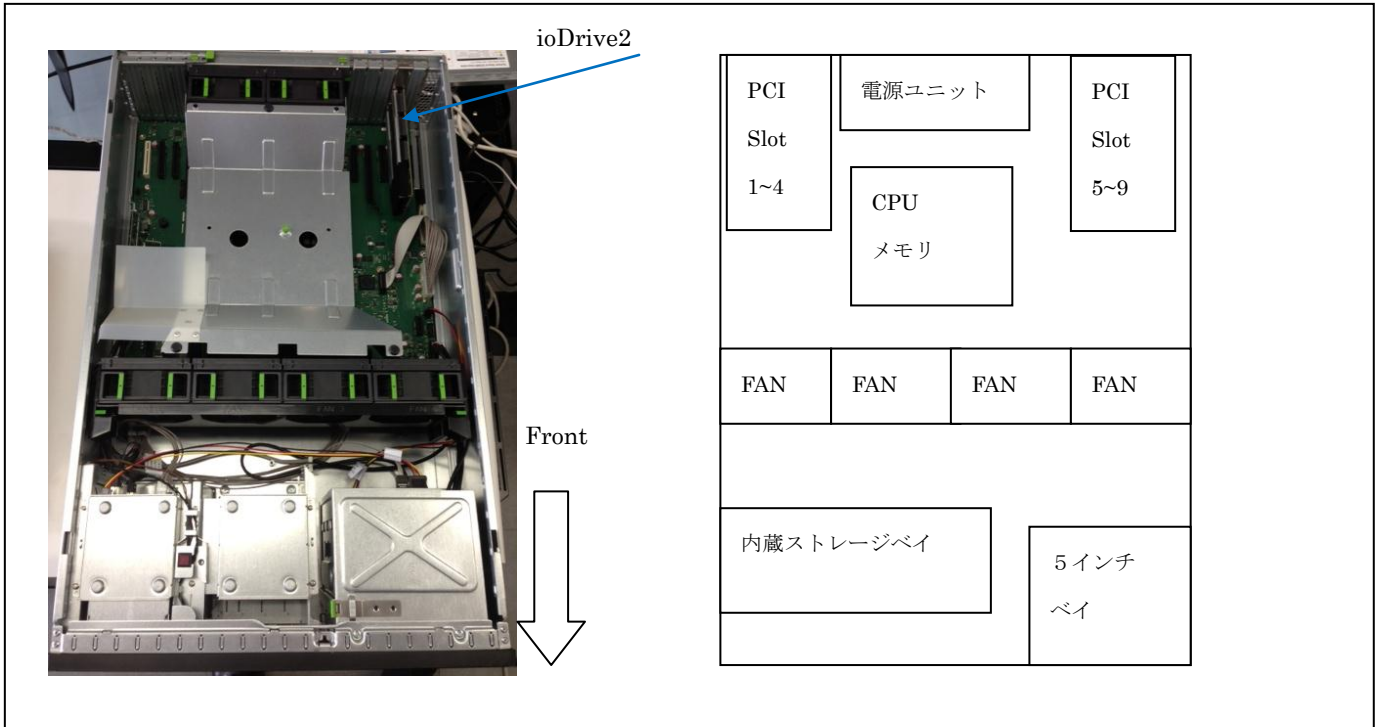 ioDrive2
Front
PCI
Slot
1~4
電源ユニット
PCI
Slot
5~9
CPU
メモリ
FAN
FAN
FAN
FAN
内蔵ストレージベイ
５インチ
ベイ
FAN 3